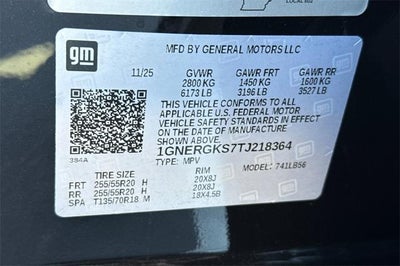 LOCAL 602
gm
MFD BY GENERAL MOTORS LLC
11/25 GVWR GAWR FRT GAWR RR
2800 KG 1450 KG 1600 KG
6173 LB 3196 LB 3527 LB
THIS VEHICLE CONFORMS TO ALL
APPLICABLE U.S. FEDERAL MOTOR
VEHICLE SAFETY STANDARDS IN EFFECT ON THE
DATE OF MANUFACTURE SHOWN ABOVE.
1GNERGKS7TJ218364
384A
TYPE: MPV MODEL: 741LB56
TIRE SIZE RIM
FRT 255/55R20 H 20X8J
RR 255/55R20 H 20X8J
SPA T135/70R18 M 18X4.5B